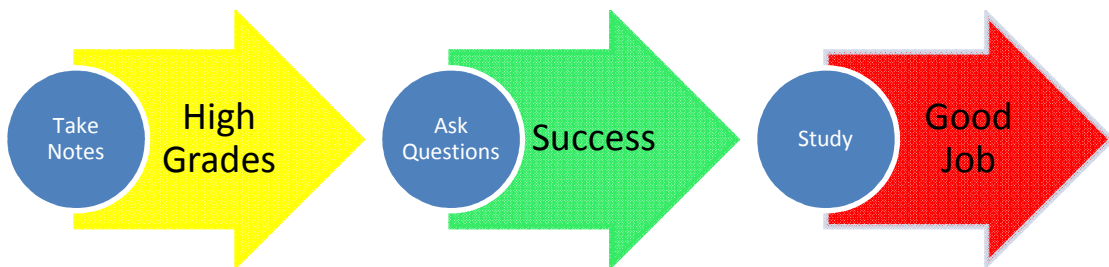 Take
Notes
High
Grades
Ask
Questions
Success
Study
Good
Job